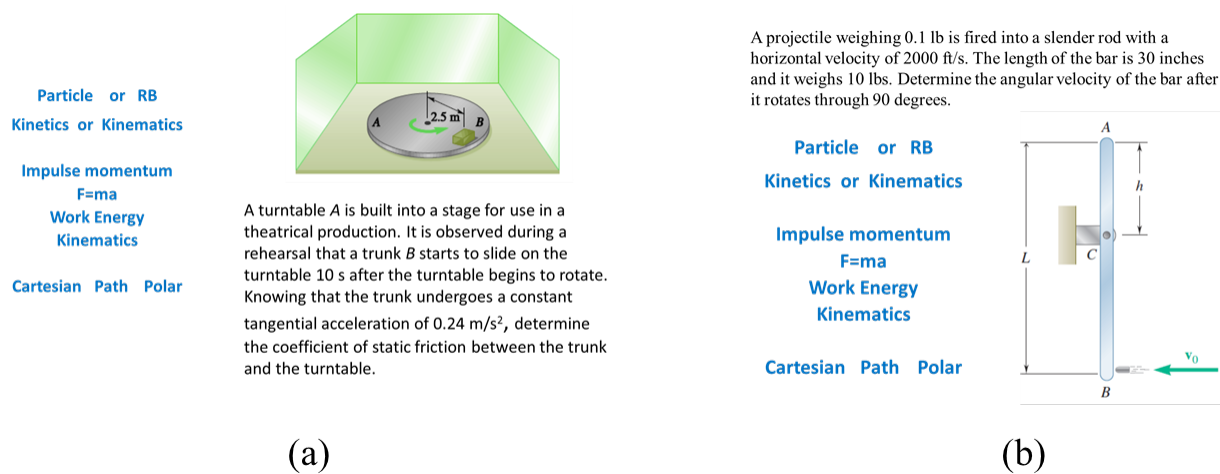 Particle or RB
Kinetics or Kinematics
Impulse momentum
F=ma
Work Energy
Kinematics
Cartesian Path Polar
A
2.5 m
B
A turntable A is built into a stage for use in a
theatrical production. It is observed during a
rehearsal that a trunk B starts to slide on the
turntable 10 s after the turntable begins to rotate.
Knowing that the trunk undergoes a constant
tangential acceleration of 0.24 m/s², determine
the coefficient of static friction between the trunk
and the turntable.
(a)
A projectile weighing 0.1 lb is fired into a slender rod with a
horizontal velocity of 2000 ft/s. The length of the bar is 30 inches
and it weighs 10 lbs. Determine the angular velocity of the bar after
it rotates through 90 degrees.
Particle or RB
Kinetics or Kinematics
Impulse momentum
F=ma
Work Energy
Kinematics
Cartesian Path Polar
A
h
L
C
v₀
B
(b)